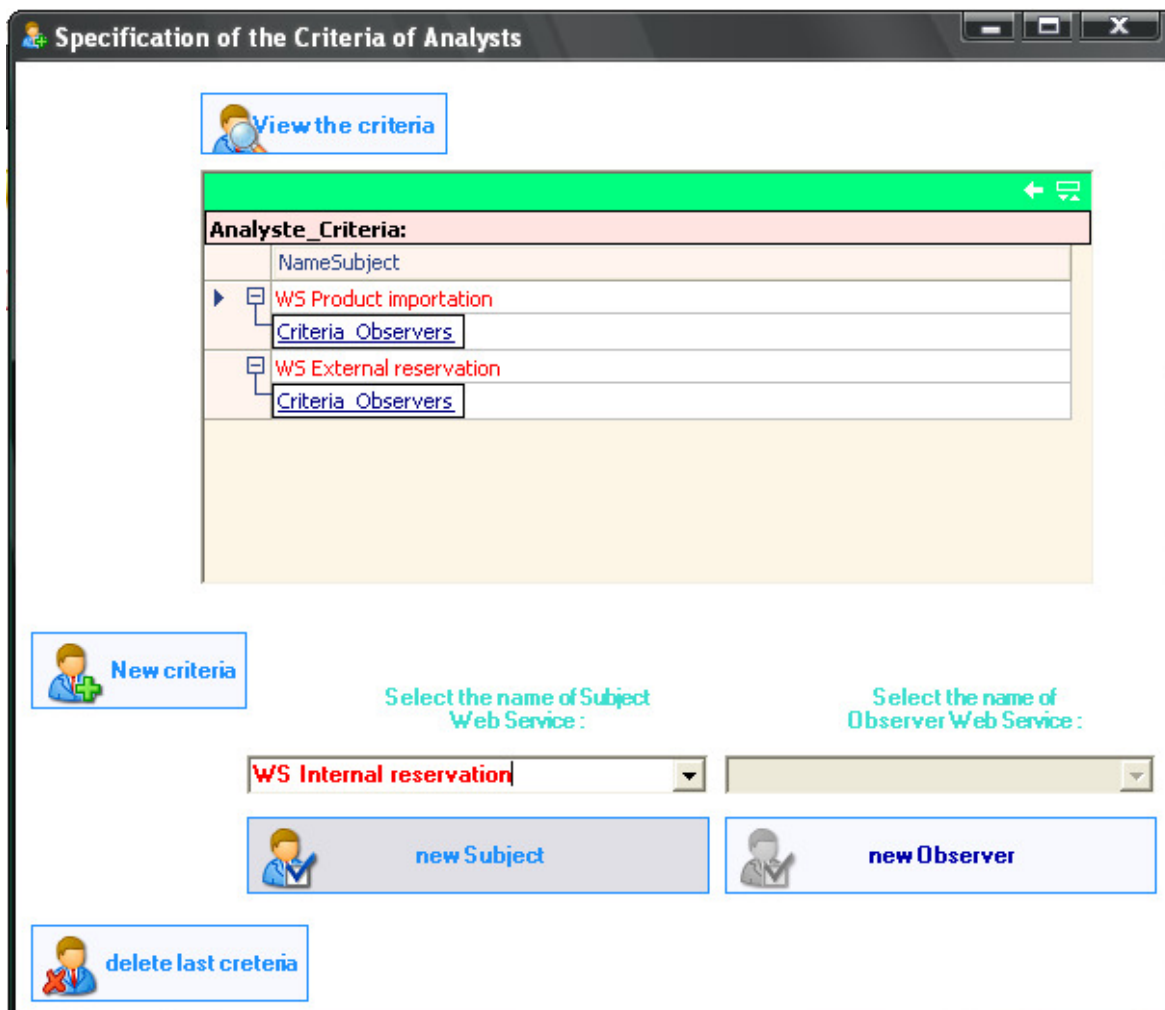 Specification of the Criteria of Analysts
View the criteria
Analyste_Criteria:
NameSubject
WS Product importation
Criteria_Observers
WS External reservation
Criteria_Observers
New criteria
Select the name of Subject
Web Service :
Select the name of
Observer Web Service :
WS Internal reservation
new Subject
new Observer
delete last creteria